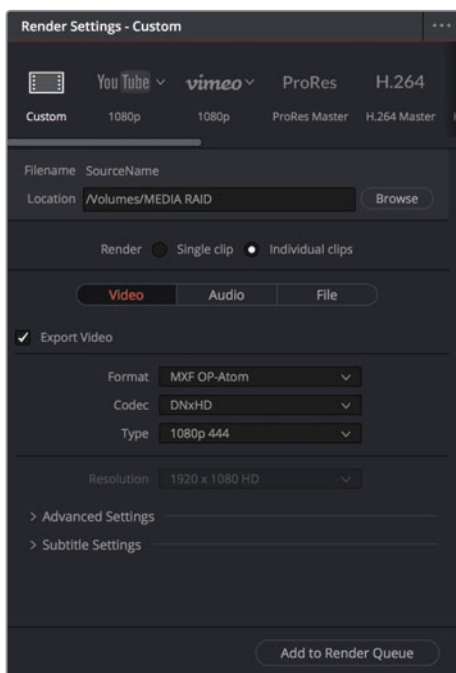 Render Settings - Custom
YouTube vimeo ProRes H.264
Custom 1080p 1080p ProRes Master H.264 Master
Filename SourceName
Location /Volumes/MEDIA RAID Browse
Render Single clip Individual clips
Video Audio File
Export Video
Format MXF OP-Atom
Codec DNxHD
Type 1080p 444
Resolution 1920 x 1080 HD
> Advanced Settings
> Subtitle Settings
Add to Render Queue